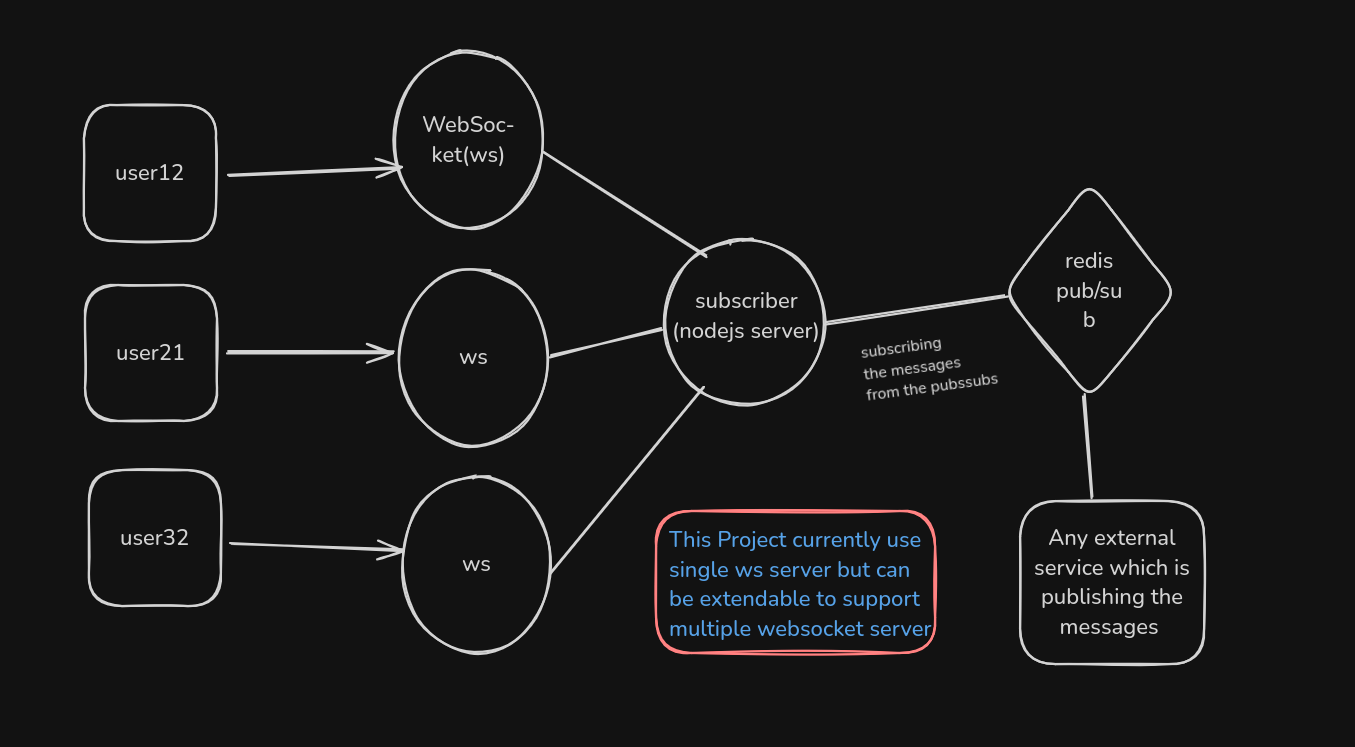 WebSoc-
ket(ws)
user12
redis
pub/su
b
subscriber
(nodejs server)
user21
ws
subscribing
the messages
from the pubssubs
user32
ws
This Project currently use
single ws server but can
be extendable to support
multiple websocket server
Any external
service which is
publishing the
messages